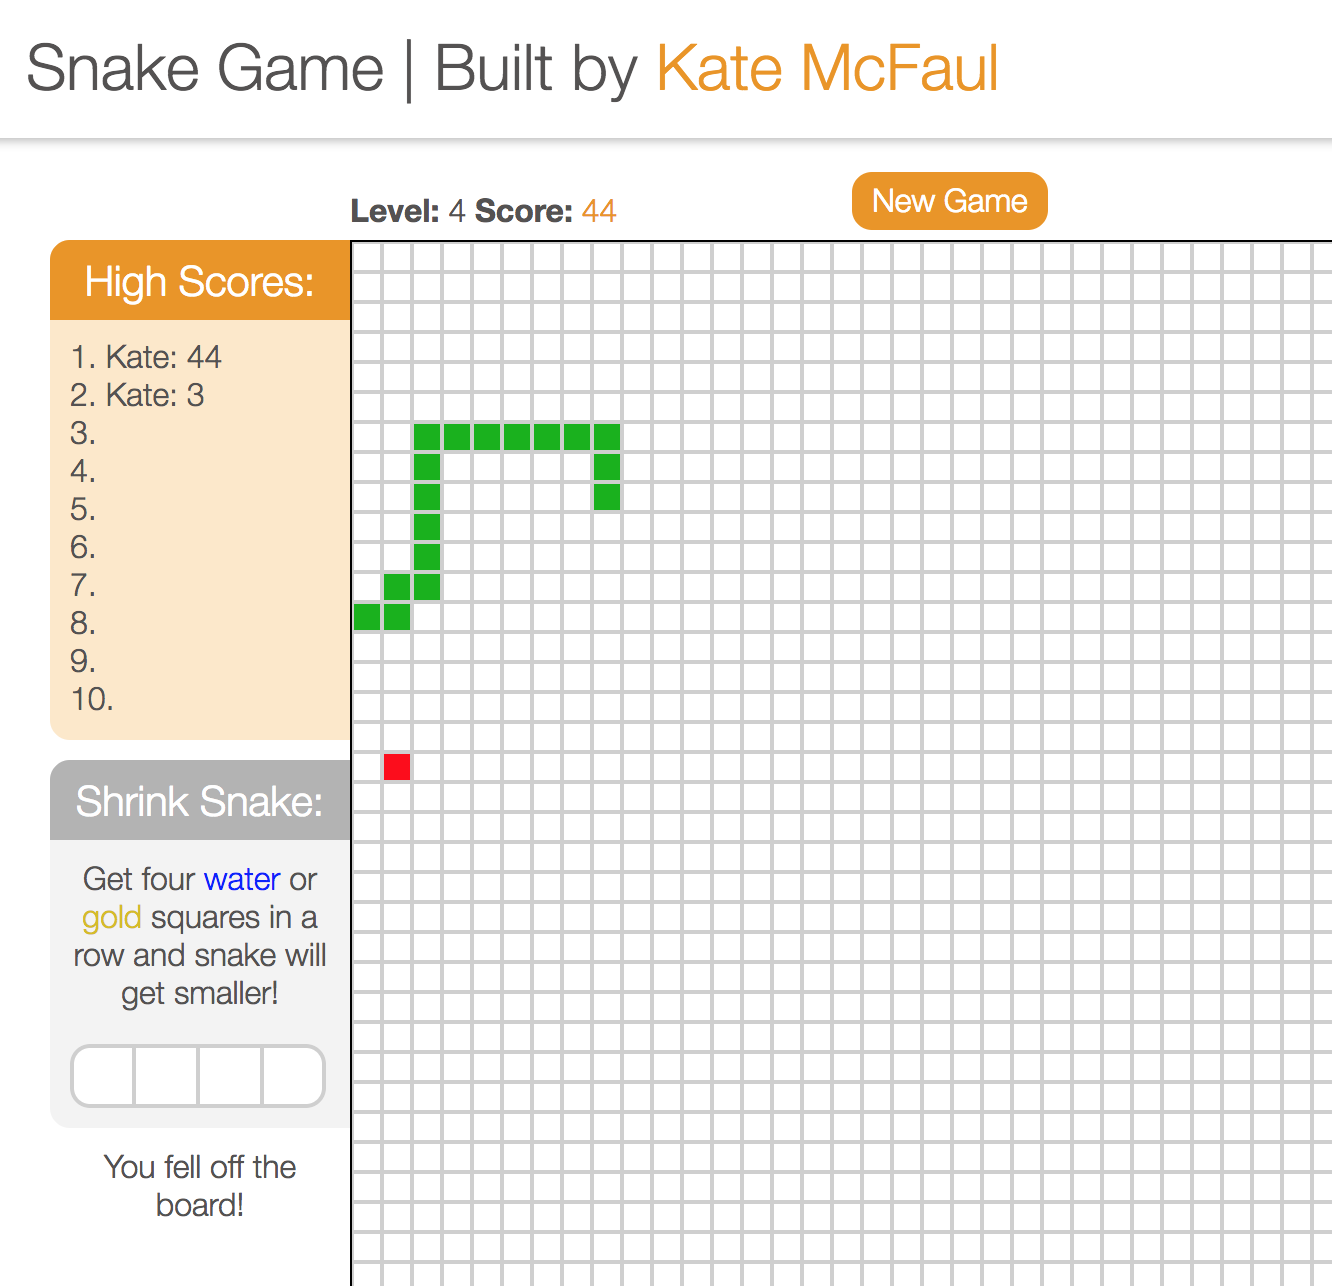 Snake Game | Built by Kate McFaul
Level: 4 Score: 44
New Game
High Scores:
1. Kate: 44
2. Kate: 3
3.
4.
5.
6.
7.
8.
9.
10.
Shrink Snake:
Get four water or
gold squares in a
row and snake will
get smaller!
You fell off the
board!